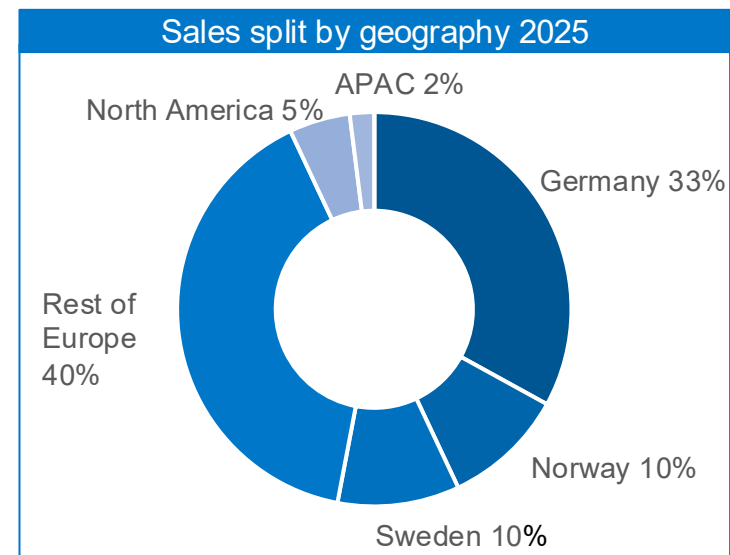 Sales split by geography 2025
APAC 2%
North America 5%
Germany 33%
Rest of
Europe
40%
Norway 10%
Sweden 10%